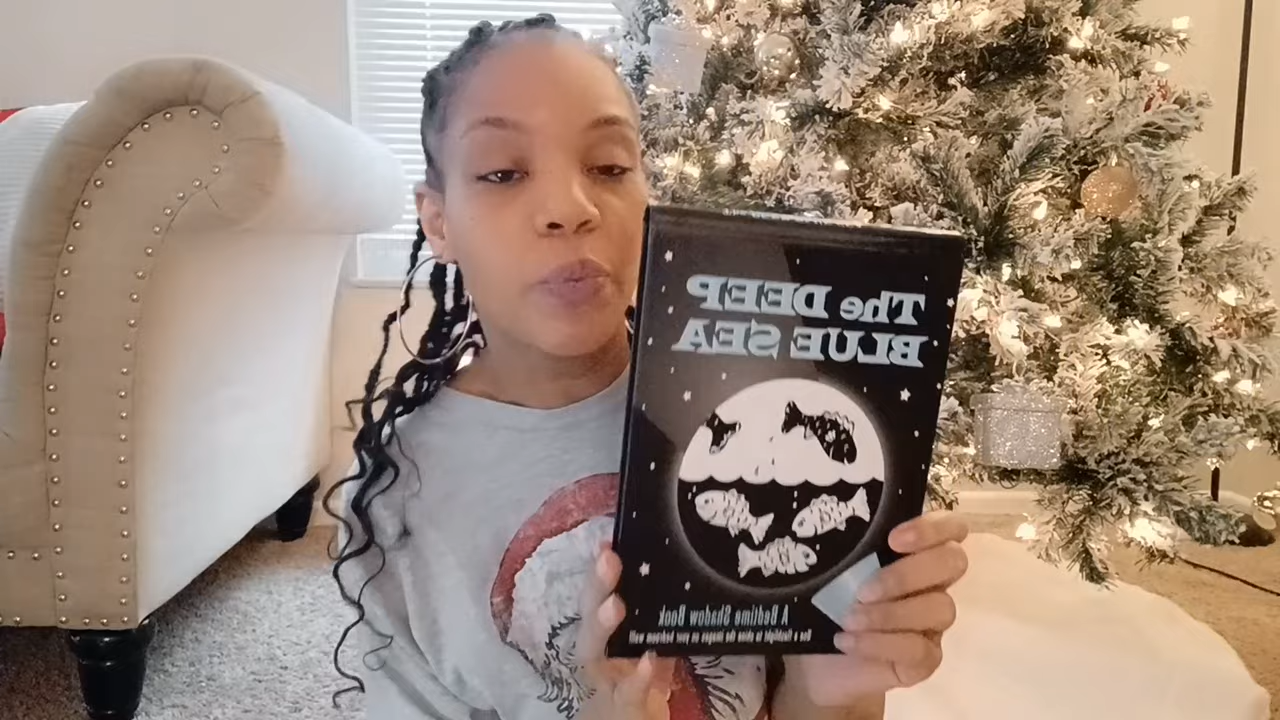 The DEEP
BLUE SEA
A Bedtime Shadow Book
Use a flashlight to shine the images on your bedroom wall